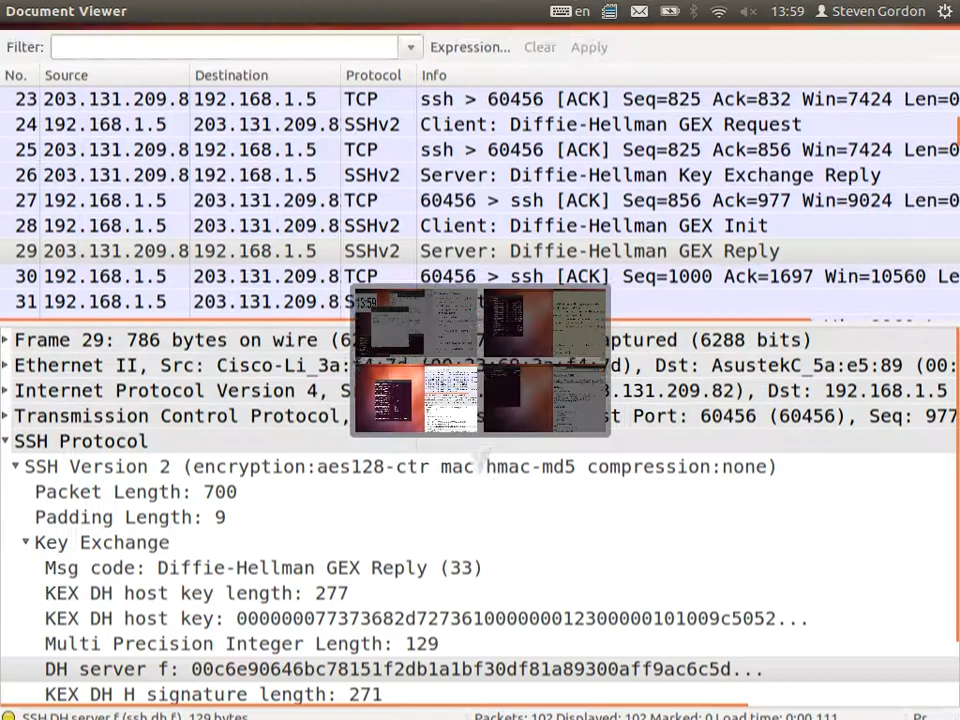 Document Viewer en 13:59 Steven Gordon
Filter: Expression... Clear Apply
No. Source Destination Protocol Info
23 203.131.209.8 192.168.1.5 TCP ssh > 60456 [ACK] Seq=825 Ack=832 Win=7424 Len=0
24 192.168.1.5 203.131.209.8 SSHv2 Client: Diffie-Hellman GEX Request
25 203.131.209.8 192.168.1.5 TCP ssh > 60456 [ACK] Seq=825 Ack=856 Win=7424 Len=0
26 203.131.209.8 192.168.1.5 SSHv2 Server: Diffie-Hellman Key Exchange Reply
27 192.168.1.5 203.131.209.8 TCP 60456 > ssh [ACK] Seq=856 Ack=977 Win=9024 Len=0
28 192.168.1.5 203.131.209.8 SSHv2 Client: Diffie-Hellman GEX Init
29 203.131.209.8 192.168.1.5 SSHv2 Server: Diffie-Hellman GEX Reply
30 192.168.1.5 203.131.209.8 TCP 60456 > ssh [ACK] Seq=1000 Ack=1697 Win=10560 Len=0
31 192.168.1.5 203.131.209.8
13:59
Frame 29: 786 bytes on wire captured (6288 bits)
Ethernet II, Src: Cisco-Li_3a: Dst: AsustekC_5a:e5:89 (00:
Internet Protocol Version 4, .131.209.82), Dst: 192.168.1.5
Transmission Control Protocol, Port: 60456 (60456), Seq: 977
SSH Protocol
SSH Version 2 (encryption:aes128-ctr mac hmac-md5 compression:none)
Packet Length: 700
Padding Length: 9
Key Exchange
Msg code: Diffie-Hellman GEX Reply (33)
KEX DH host key length: 277
KEX DH host key: 000000077373682d727361000000012300000101009c5052...
Multi Precision Integer Length: 129
DH server f: 00c6e90646bc78151f2db1a1bf30df81a89300aff9ac6c5d...
KEX DH H signature length: 271
SSH DH server f (ssh.dh.f), 129 bytes Packets: 102 Displayed: 102 Marked: 0 Load time: 0:00.111 Pr